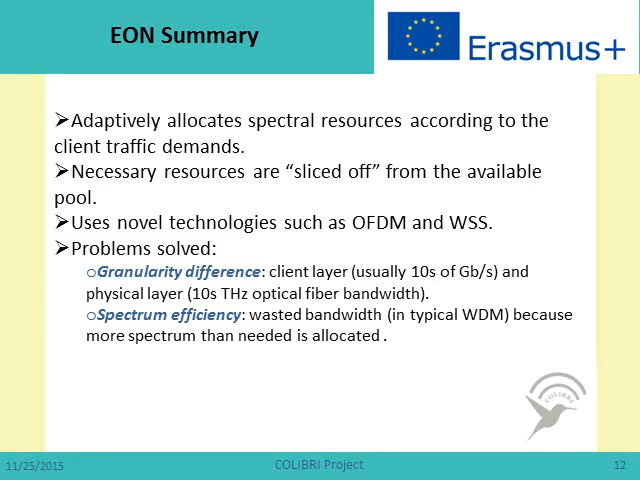 EON Summary
Erasmus+
➢Adaptively allocates spectral resources according to the
client traffic demands.
➢Necessary resources are “sliced off” from the available
pool.
➢Uses novel technologies such as OFDM and WSS.
➢Problems solved:
oGranularity difference: client layer (usually 10s of Gb/s) and
physical layer (10s THz optical fiber bandwidth).
oSpectrum efficiency: wasted bandwidth (in typical WDM) because
more spectrum than needed is allocated .
COLIBRI
11/25/2015
COLIBRI Project
12